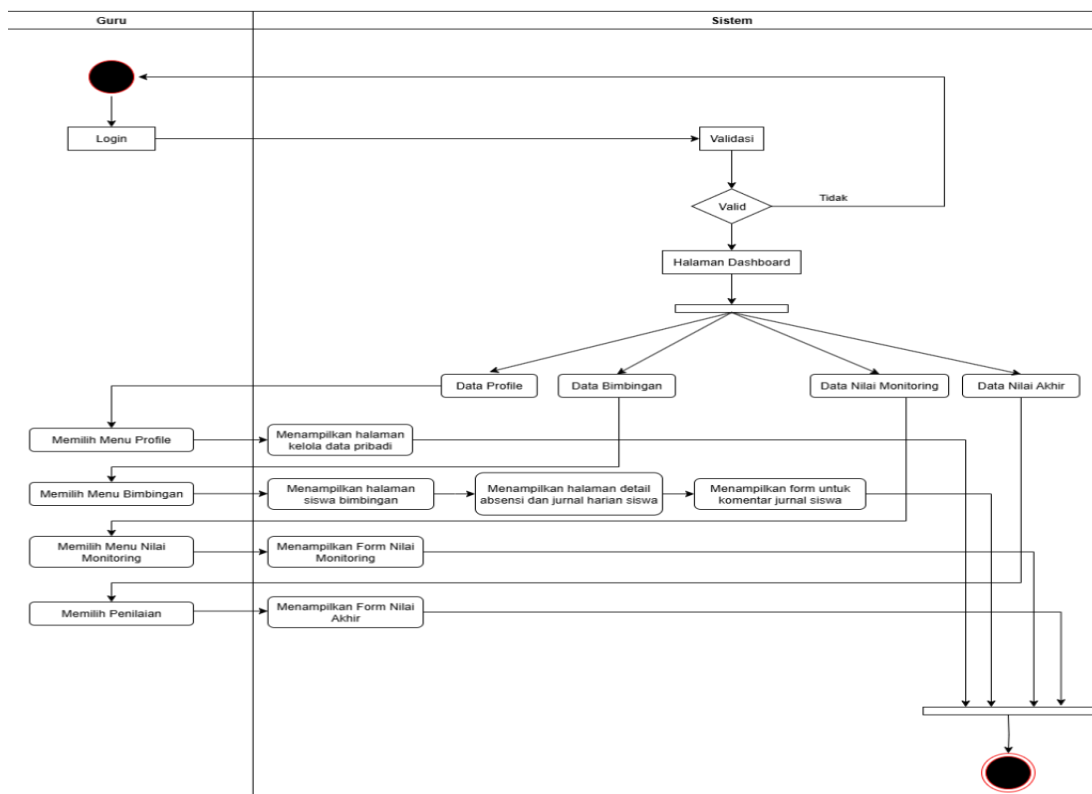 Guru
Sistem
Login
Validasi
Valid
Tidak
Halaman Dashboard
Data Profile
Data Bimbingan
Data Nilai Monitoring
Data Nilai Akhir
Memilih Menu Profile
Menampilkan halaman
kelola data pribadi
Memilih Menu Bimbingan
Menampilkan halaman
siswa bimbingan
Menampilkan halaman detail
absensi dan jurnal harian siswa
Menampilkan form untuk
komentar jurnal siswa
Memilih Menu Nilai
Monitoring
Menampilkan Form Nilai
Monitoring
Memilih Penilaian
Menampilkan Form Nilai
Akhir